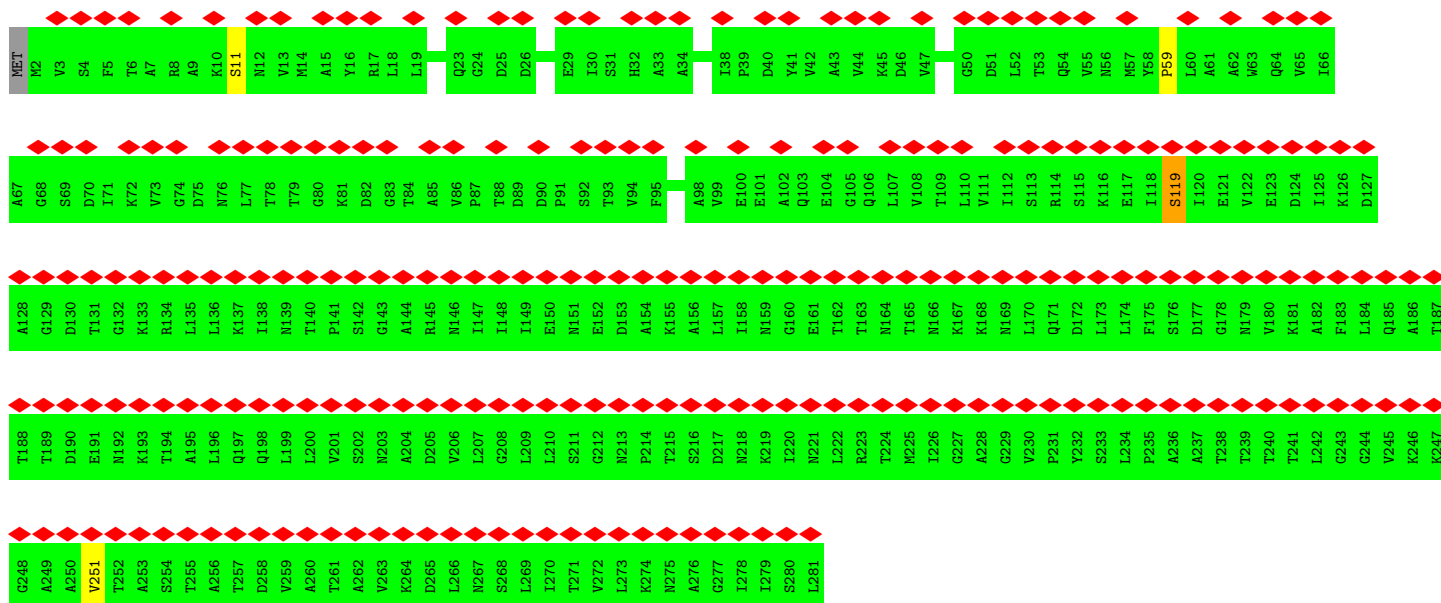 MET M2 V3 S4 F5 T6 A7 R8 A9 K10 S11 N12 V13 M14 A15 Y16 R17 L18 L19 Q23 G24 D25 D26 E29 I30 S31 H32 A33 A34 I38 P39 D40 Y41 V42 A43 V44 K45 D46 V47 G50 D51 L52 T53 Q54 V55 N56 M57 Y58 P59 L60 A61 A62 W63 Q64 V65 I66
A67 G68 S69 D70 I71 K72 V73 G74 D75 N76 L77 T78 T79 G80 K81 D82 G83 T84 A85 V86 P87 T88 D89 D90 P91 S92 T93 V94 F95 A98 V99 E100 E101 A102 Q103 E104 G105 Q106 L107 V108 T109 L110 V111 I112 S113 R114 S115 K116 E117 I118 S119 I120 E121 V122 E123 D124 I125 K126 D127
A128 G129 D130 T131 G132 K133 R134 L135 L136 K137 I138 N139 T140 P141 S142 G143 A144 R145 N146 I147 I148 I149 E150 N151 E152 D153 A154 K155 A156 L157 I158 N159 G160 E161 T162 T163 N164 T165 N166 K167 K168 N169 L170 Q171 D172 L173 L174 F175 S176 D177 G178 N179 V180 K181 A182 F183 L184 Q185 A186 T187
T188 T189 D190 E191 N192 K193 T194 A195 L196 Q197 Q198 L199 L200 V201 S202 N203 A204 D205 V206 L207 G208 L209 L210 S211 G212 N213 P214 T215 S216 D217 N218 K219 I220 N221 L222 R223 T224 M225 I226 G227 A228 G229 V230 P231 Y232 S233 L234 P235 A236 A237 T238 T239 T240 T241 L242 G243 G244 V245 K246 K247
G248 A249 A250 V251 T252 A253 S254 T255 A256 T257 D258 V259 A260 T261 A262 V263 K264 D265 L266 N267 S268 L269 I270 T271 V272 L273 K274 N275 A276 G277 I278 I279 S280 L281